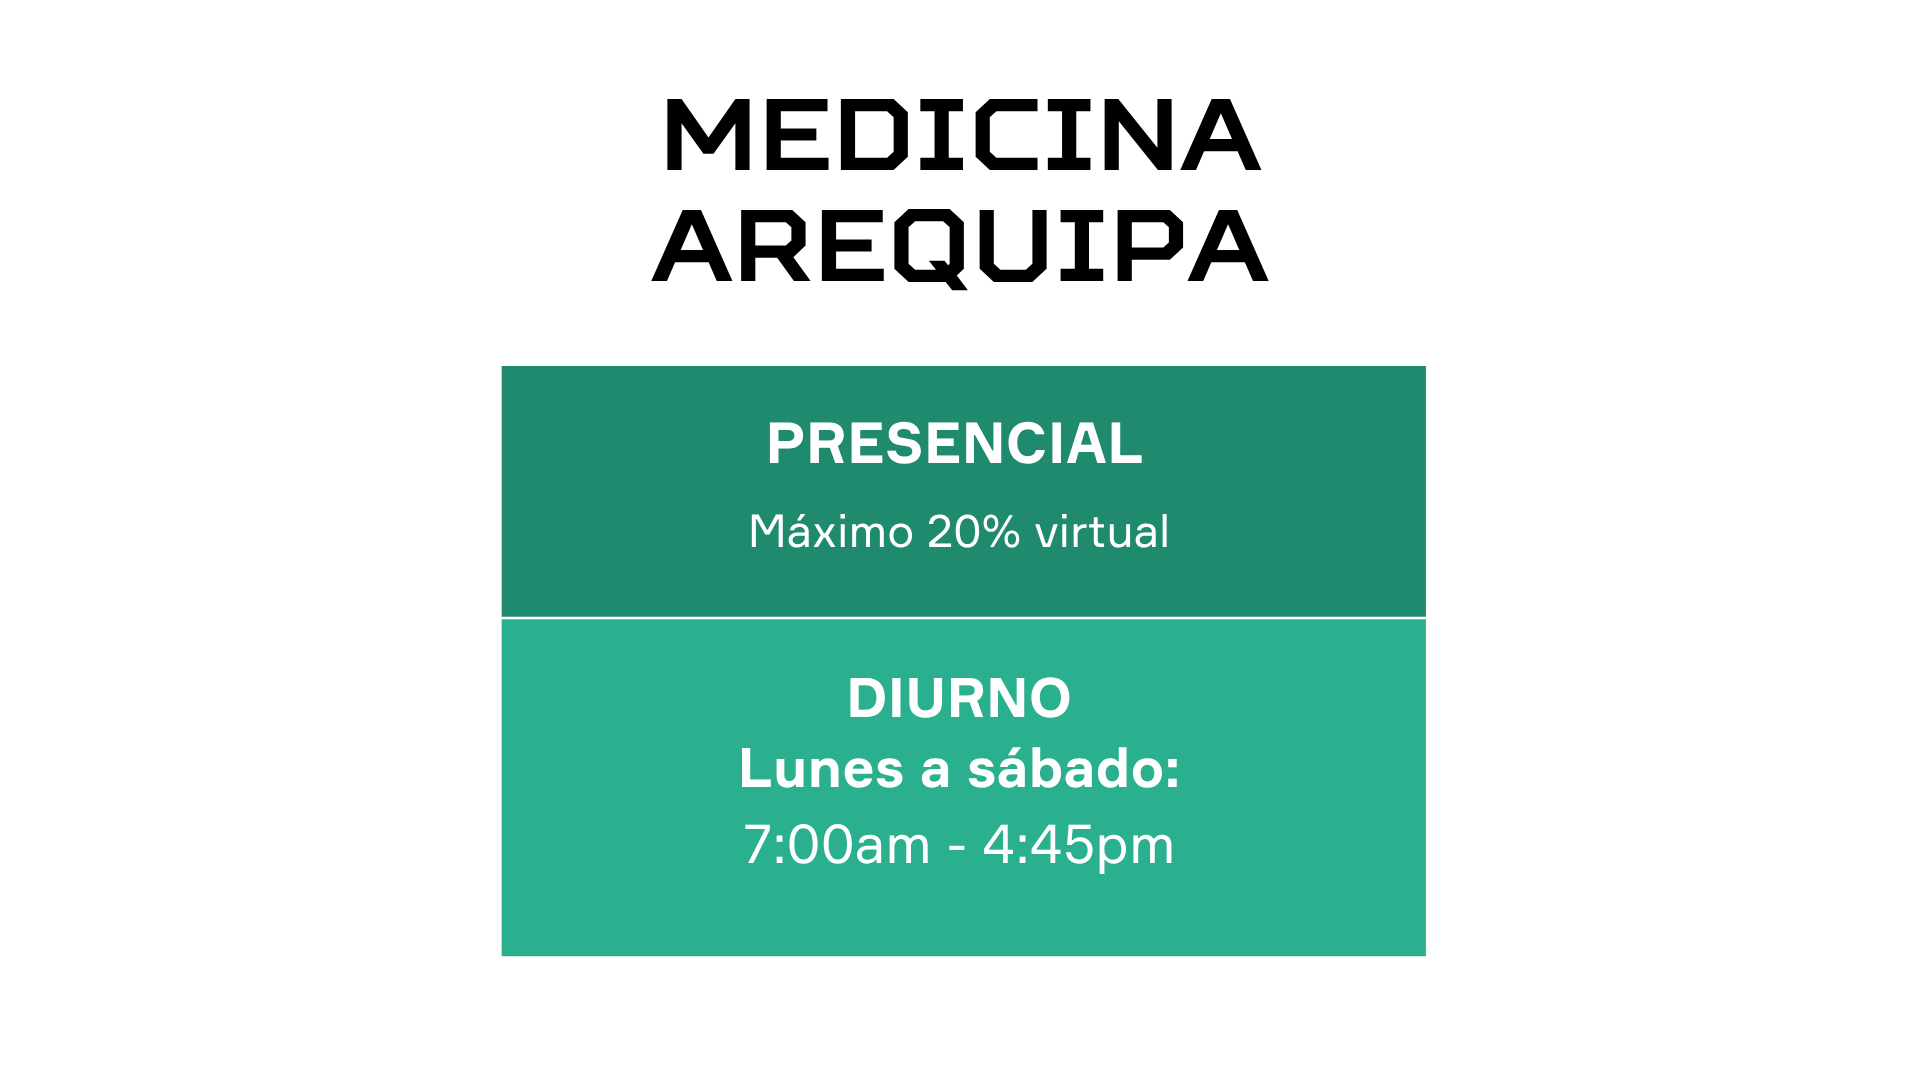 MEDICINA
AREQUIPA
PRESENCIAL
Máximo 20% virtual
DIURNO
Lunes a sábado:
7:00am - 4:45pm